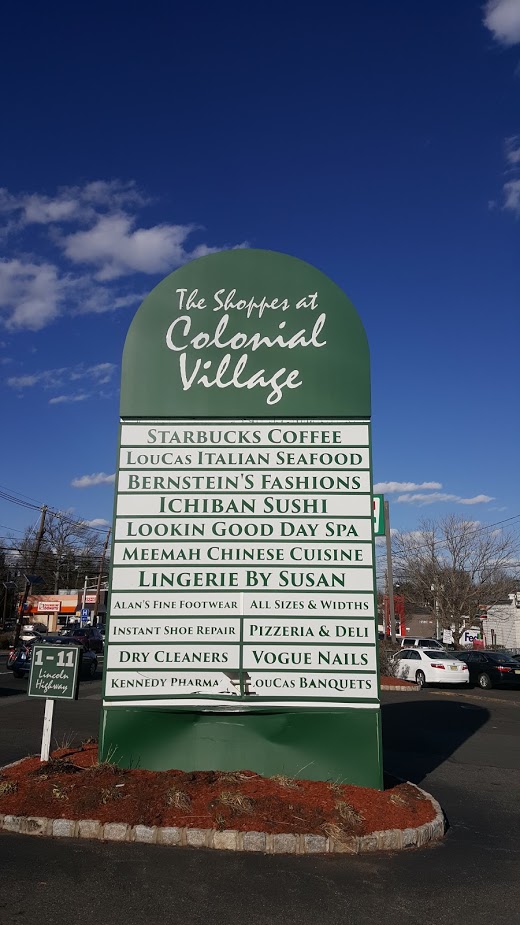 The Shoppes at
Colonial
Village
STARBUCKS COFFEE
LOUCAS ITALIAN SEAFOOD
BERNSTEIN'S FASHIONS
ICHIBAN SUSHI
LOOKIN GOOD DAY SPA
MEEMAH CHINESE CUISINE
LINGERIE BY SUSAN
ALAN'S FINE FOOTWEAR ALL SIZES & WIDTHS
INSTANT SHOE REPAIR PIZZERIA & DELI
DRY CLEANERS VOGUE NAILS
KENNEDY PHARMA LOUCAS BANQUETS
1-11
Lincoln
Highway
Fed